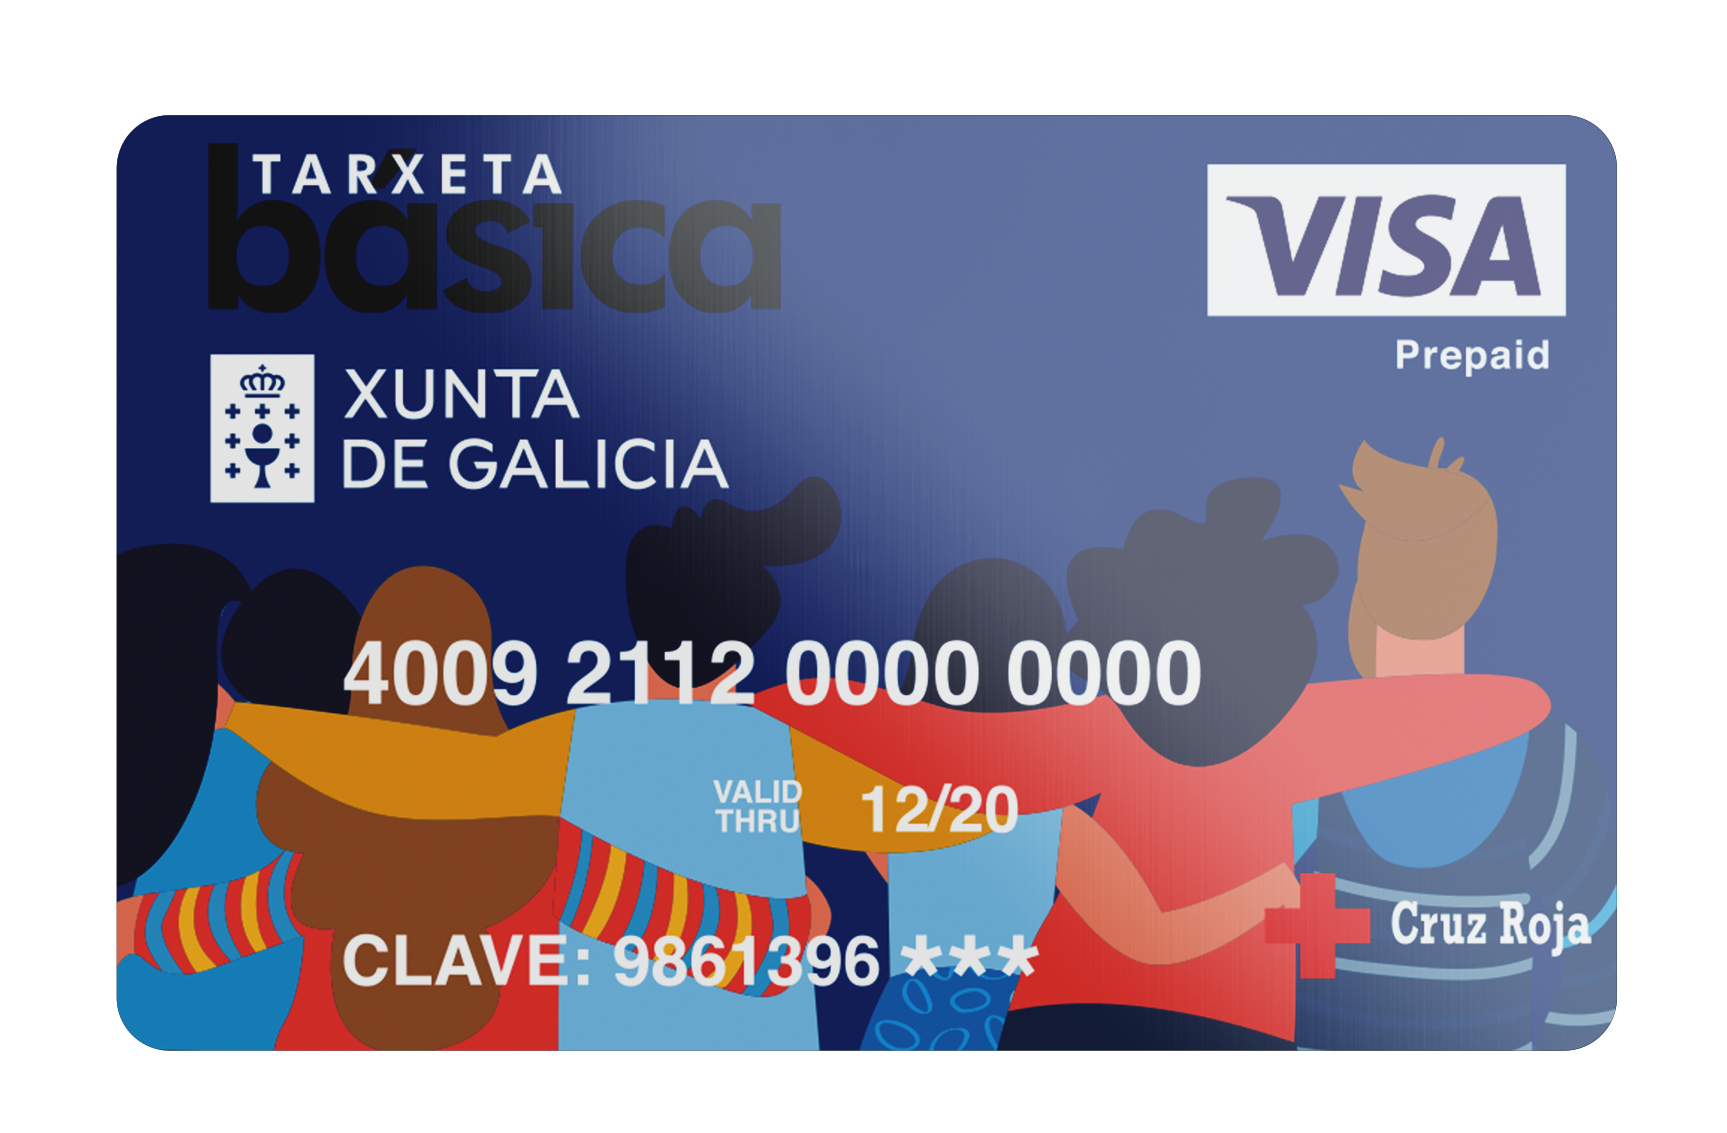 TARXETA
básica
VISA
Prepaid
XUNTA
DE GALICIA
4009 2112 0000 0000
VALID
THRU 12/20
Cruz Roja
CLAVE: 9861396 ***